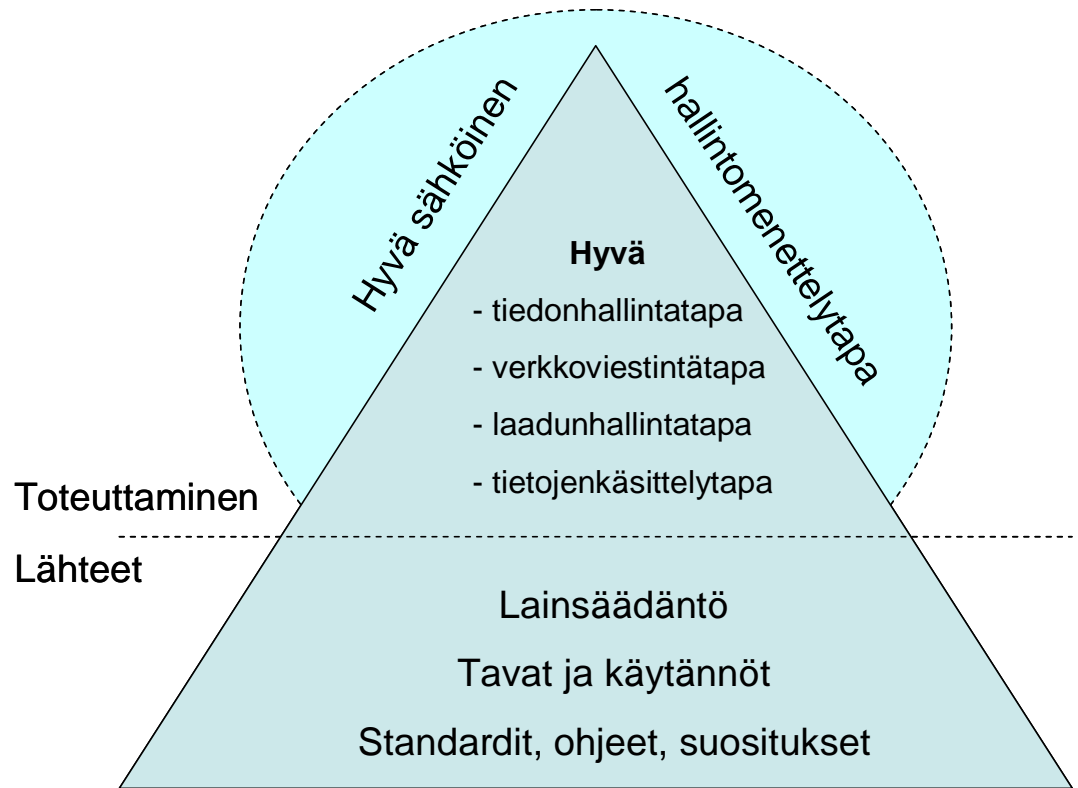 Hyvä sähköinen
hallintomenettelytapa
Hyvä
- tiedonhallintatapa
- verkkoviestintätapa
- laadunhallintatapa
- tietojenkäsittelytapa
Toteuttaminen
Lähteet
Lainsäädäntö
Tavat ja käytännöt
Standardit, ohjeet, suositukset